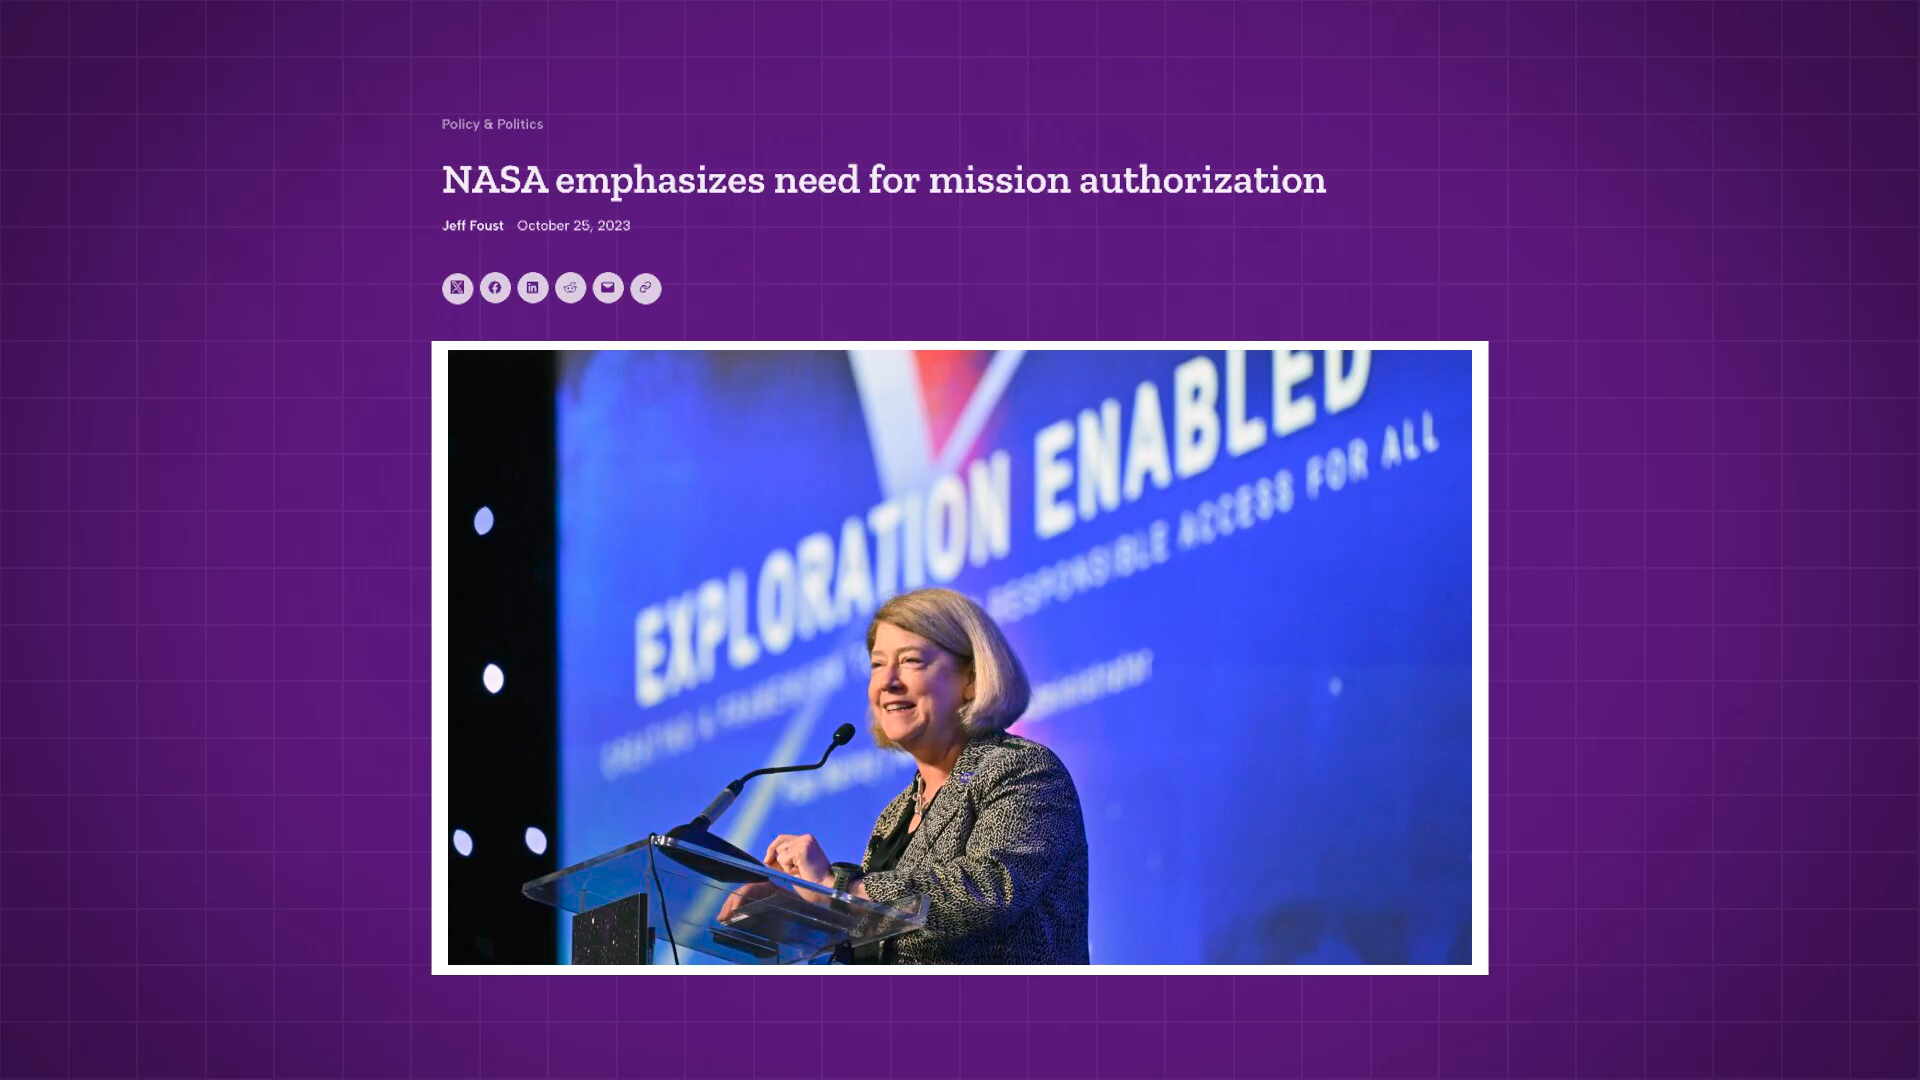 Policy & Politics
NASA emphasizes need for mission authorization
Jeff Foust October 25, 2023
EXPLORATION ENABLED
RESPONSIBLE ACCESS FOR ALL